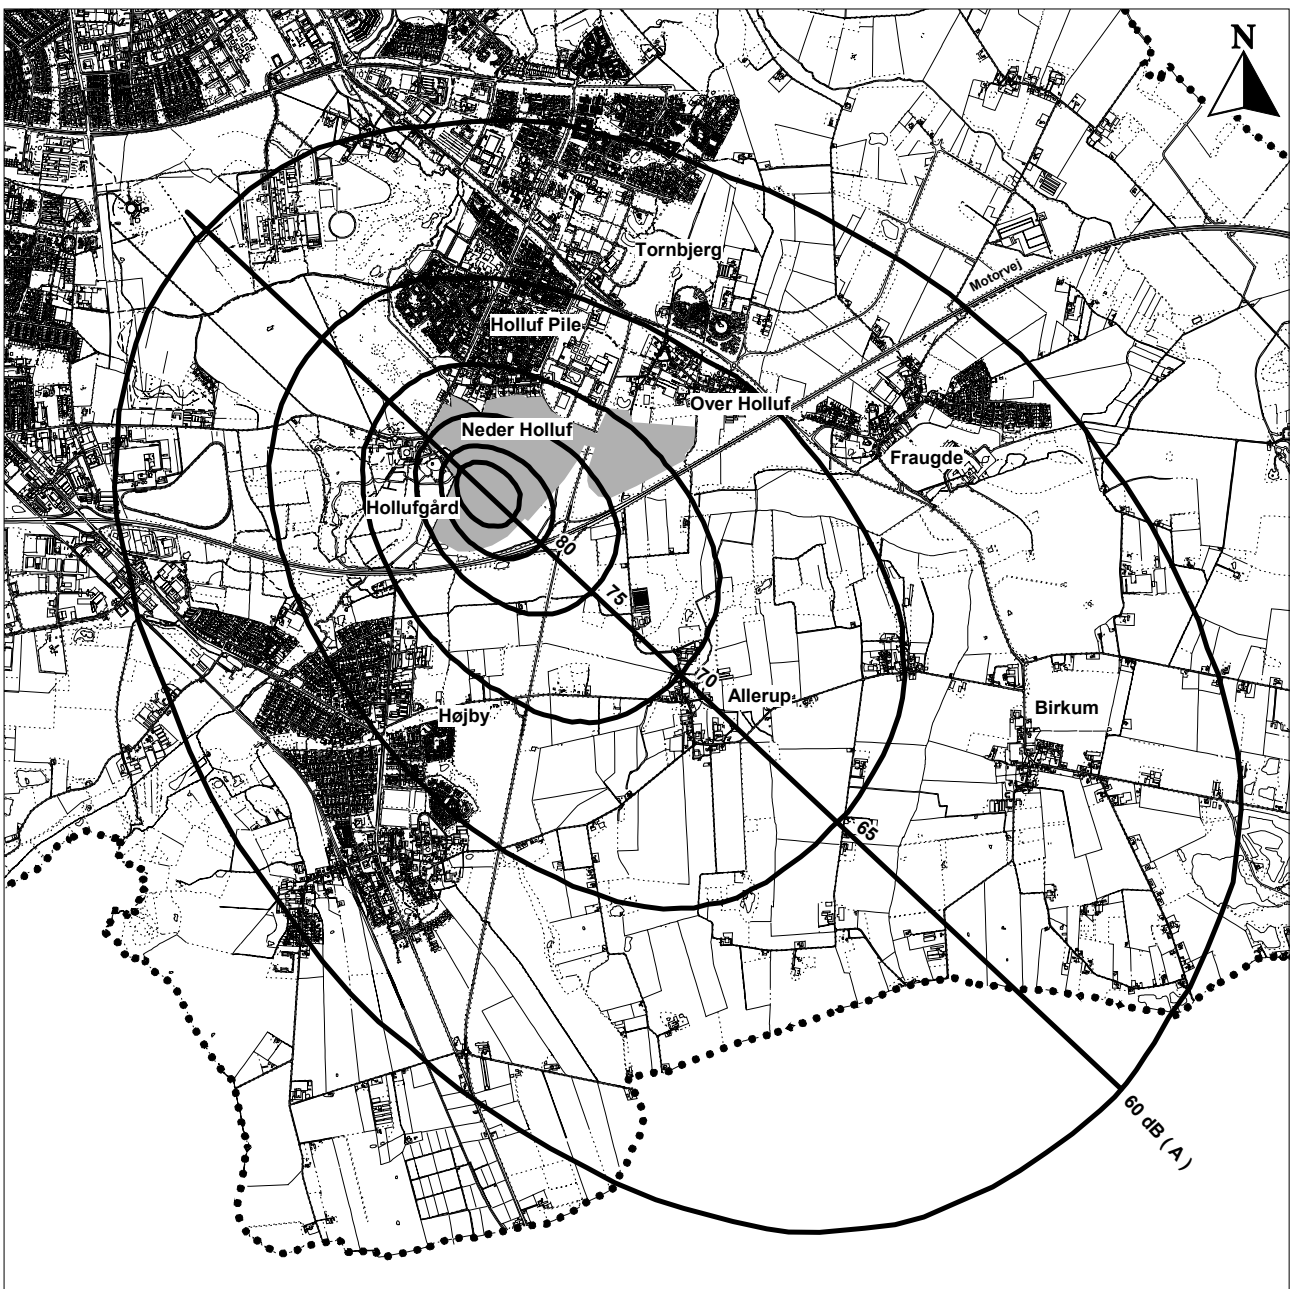 N
Tornbjerg
Motorvej
Holluf Pile
Over Holluf
Neder Holluf
Fraugde
Hollufgård
80
75
70
Allerup
Birkum
Højby
65
60 dB ( A )